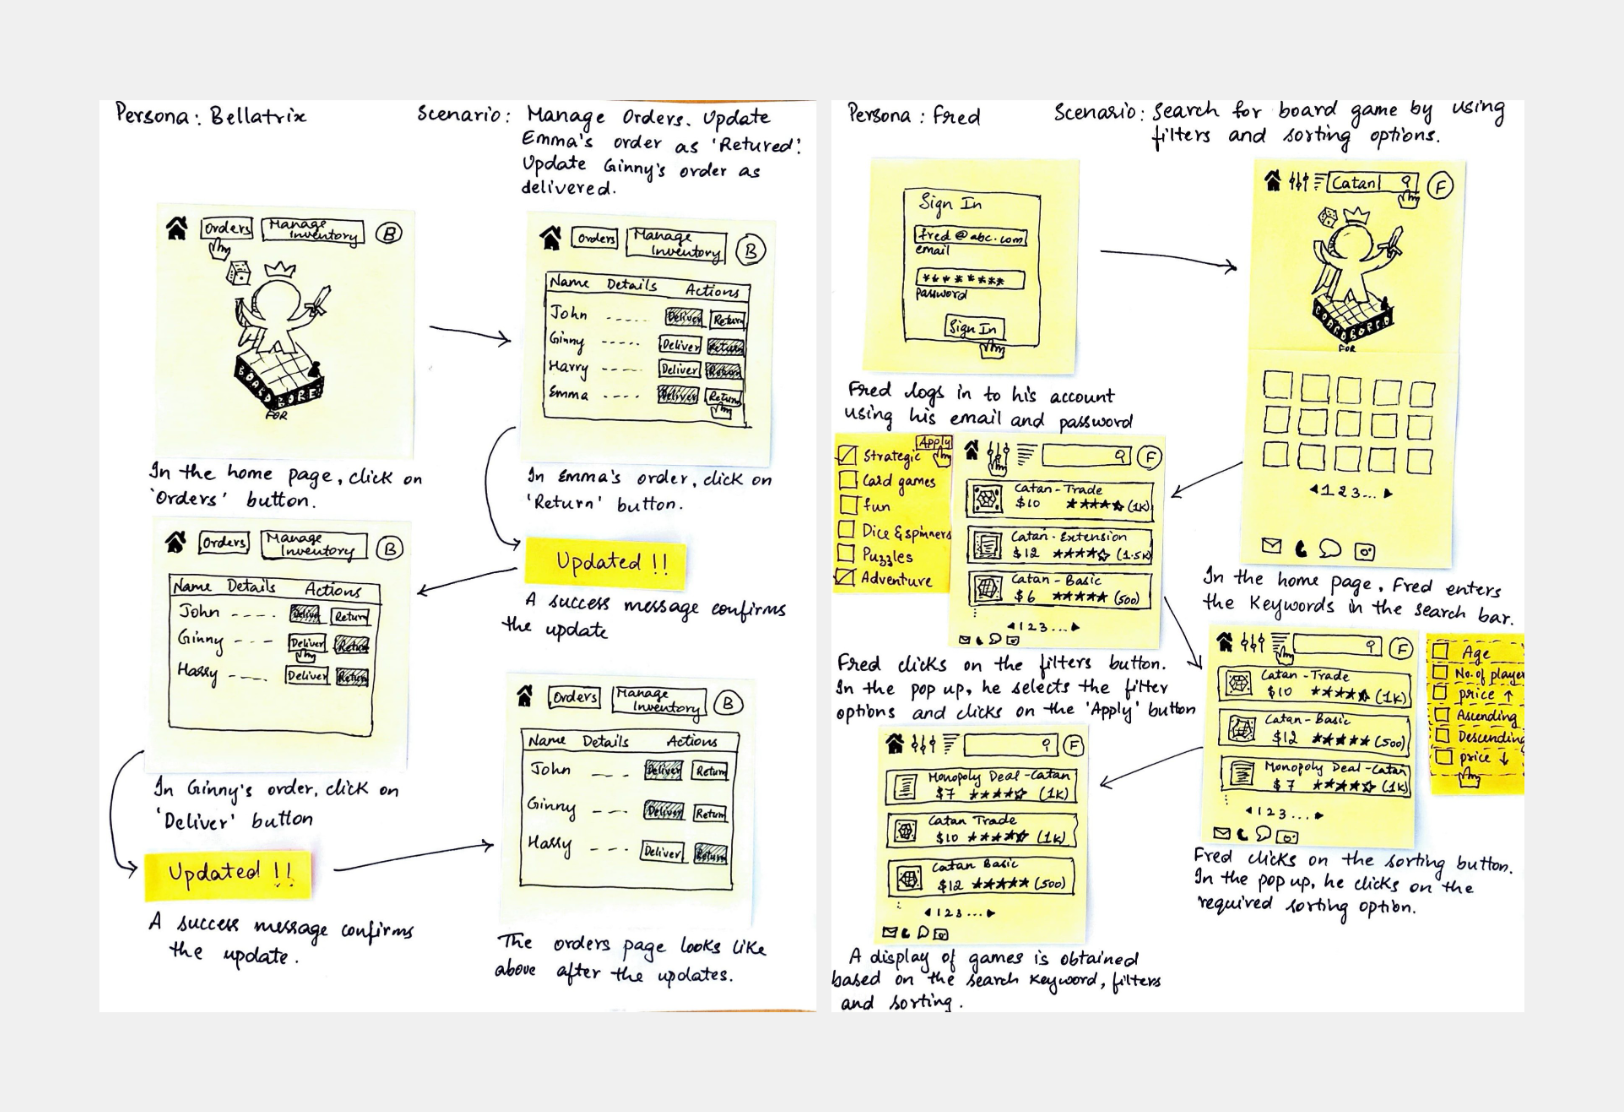 Persona: Bellatrix
Scenario: Manage Orders. Update
Emma's order as 'Retured'.
Update Ginny's order as
delivered.
Orders
Manage
Inventory
B
BOARD GORE!
FOR
In the home page, click on
'Orders' button.
Orders
Manage
Inventory
B
Name Details Actions
John ----- Deliver Return
Ginny ----- Deliver Return
Harry ----- Deliver Return
Emma ---- Deliver Return
In Emma's order, click on
'Return' button.
Updated !!
A success message confirms
the update
Orders
Manage
Inventory
B
Name Details Actions
John ---- Deliver Return
Ginny --- Deliver Return
Harry ---- Deliver Return
In Ginny's order, click on
'Deliver' button
Updated !!
A success message confirms
the update.
Orders
Manage
Inventory
B
Name Details Actions
John --- Deliver Return
Ginny --- Deliver Return
Harry --- Deliver Return
The orders page looks like
above after the updates.
Persona: Fred
Scenario: Search for board game by using
filters and sorting options.
Sign In
fred@abc.com
email
********
password
Sign In
Fred logs in to his account
using his email and password
Catan
F
FOR
1 2 3 ...
In the home page, Fred enters
the Keywords in the search bar.
Apply
Strategic
Card games
fun
Dice & spinners
Puzzles
Adventure
F
Catan-Trade
$10 ★★★★☆ (1K)
Catan-Extension
$12 ★★★★☆ (1.5K)
Catan-Basic
$6 ★★★★★ (500)
1 2 3 ...
Fred clicks on the filters button.
In the pop up, he selects the filter
options and clicks on the 'Apply' button
F
Catan-Trade
$10 ★★★★☆ (1K)
Catan-Basic
$12 ★★★★★ (500)
Monopoly Deal-Catan
$7 ★★★★☆ (1K)
1 2 3 ...
Age
No. of player
price ↑
Ascending
Descending
price ↓
Fred clicks on the sorting button.
In the pop up, he clicks on the
required sorting option.
F
Monopoly Deal-Catan
$7 ★★★★☆ (1K)
Catan Trade
$10 ★★★★☆ (1K)
Catan Basic
$12 ★★★★★ (500)
1 2 3 ...
A display of games is obtained
based on the search Keyword, filters
and sorting.